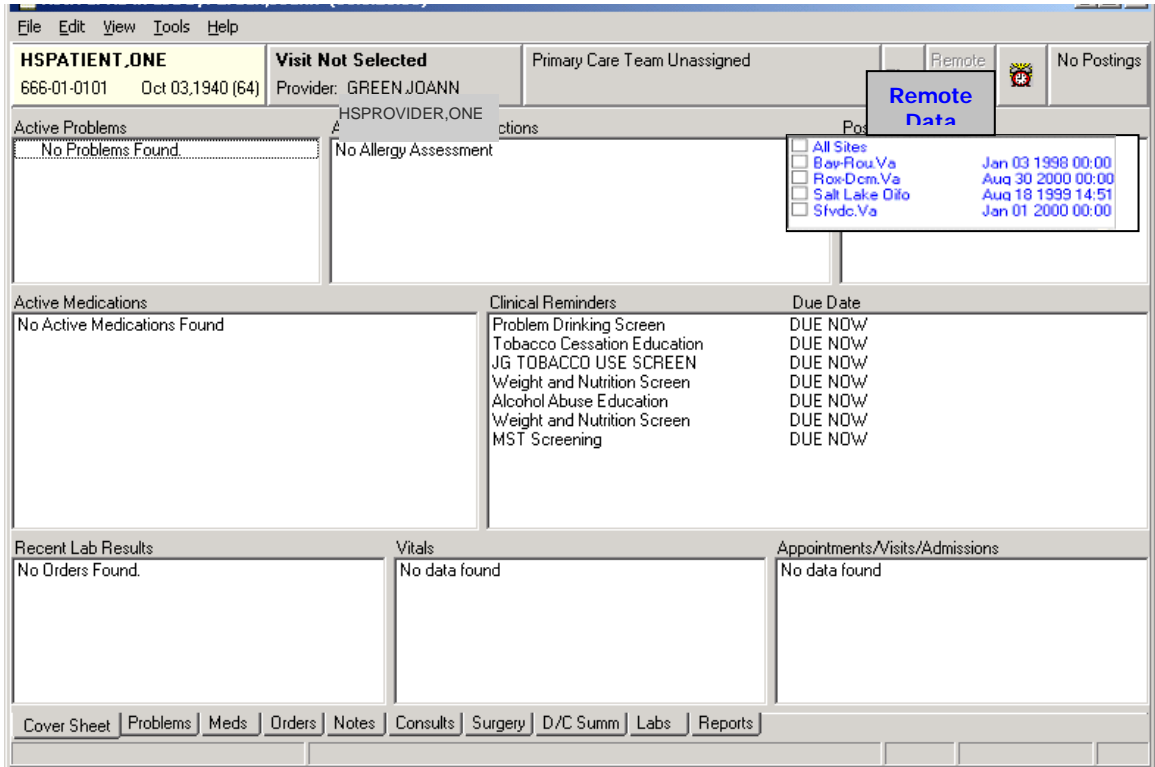 File Edit View Tools Help
HSPATIENT,ONE
666-01-0101 Oct 03,1940 (64)
Visit Not Selected
Provider: GREEN,JOANN
HSPROVIDER,ONE
Primary Care Team Unassigned
Remote
No Postings
Remote
Data
Active Problems
No Problems Found.
No Allergy Assessment
All Sites
Bay-Rou.Va Jan 03 1998 00:00
Rox-Dom.Va Aug 30 2000 00:00
Salt Lake Oifo Aug 18 1999 14:51
Sfvdc.Va Jan 01 2000 00:00
Active Medications
No Active Medications Found
Clinical Reminders Due Date
Problem Drinking Screen DUE NOW
Tobacco Cessation Education DUE NOW
JG TOBACCO USE SCREEN DUE NOW
Weight and Nutrition Screen DUE NOW
Alcohol Abuse Education DUE NOW
Weight and Nutrition Screen DUE NOW
MST Screening DUE NOW
Recent Lab Results
No Orders Found.
Vitals
No data found
Appointments/Visits/Admissions
No data found
Cover Sheet Problems Meds Orders Notes Consults Surgery D/C Summ Labs Reports